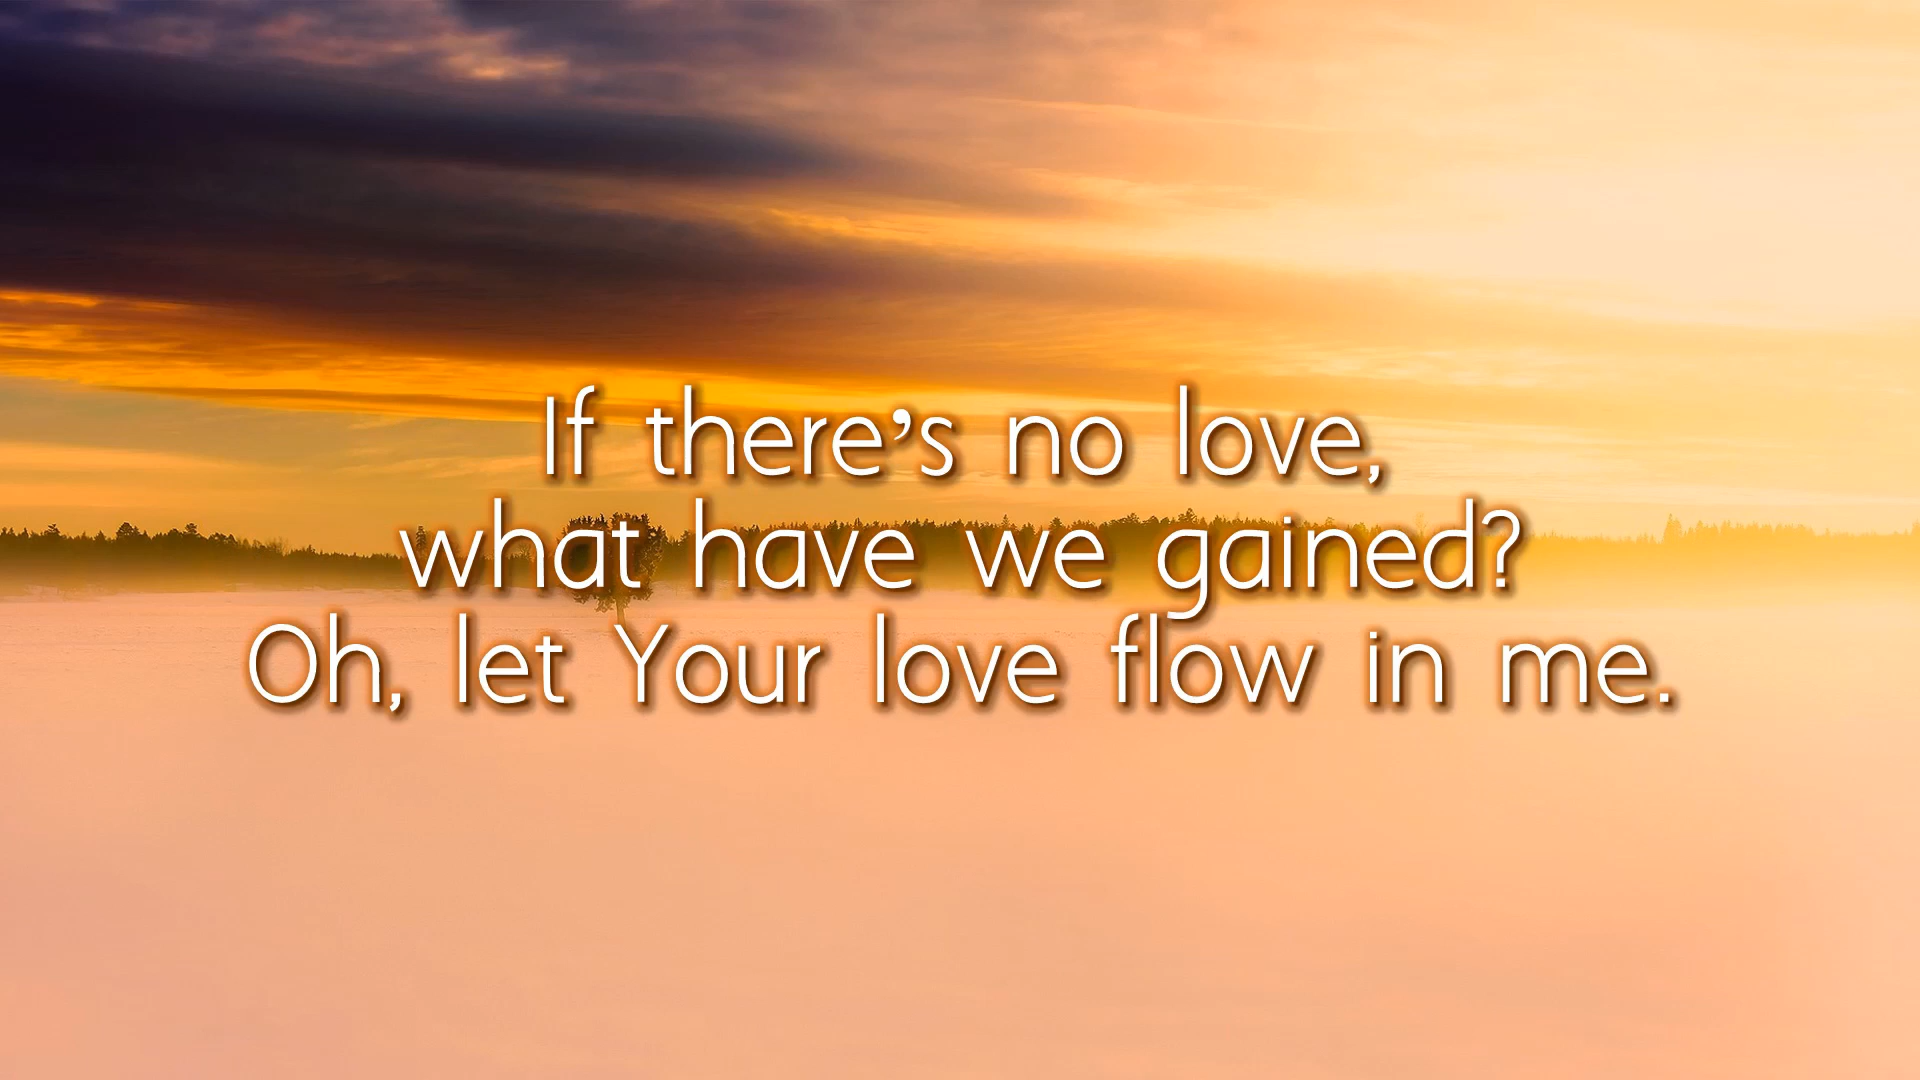 If there's no love,
what have we gained?
Oh, let Your love flow in me.